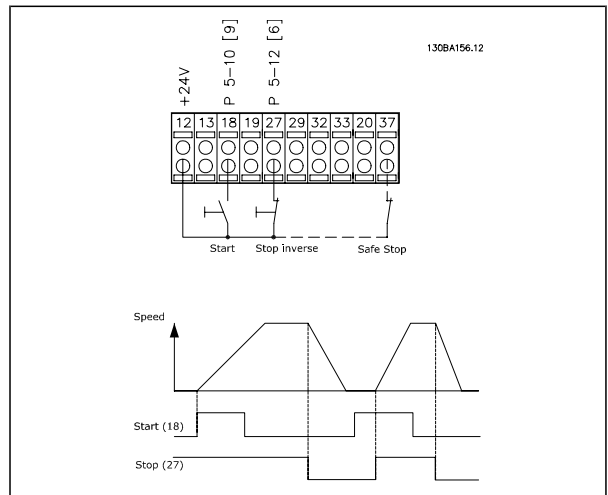 130BA156.12
+24V
P 5-10 [9]
P 5-12 [6]
12 13 18 19 27 29 32 33 20 37
Start Stop inverse Safe Stop
Speed
Start (18)
Stop (27)